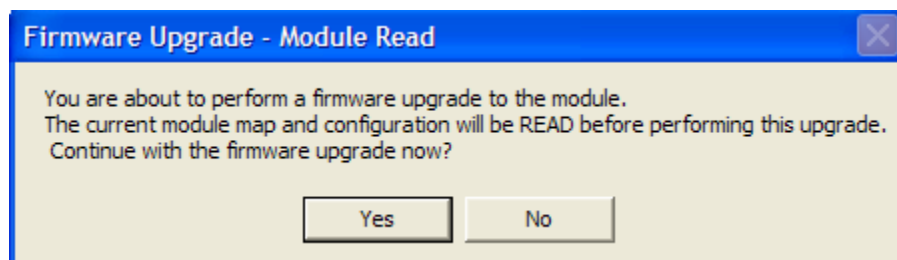 Firmware Upgrade - Module Read
You are about to perform a firmware upgrade to the module.
The current module map and configuration will be READ before performing this upgrade.
Continue with the firmware upgrade now?
Yes
No